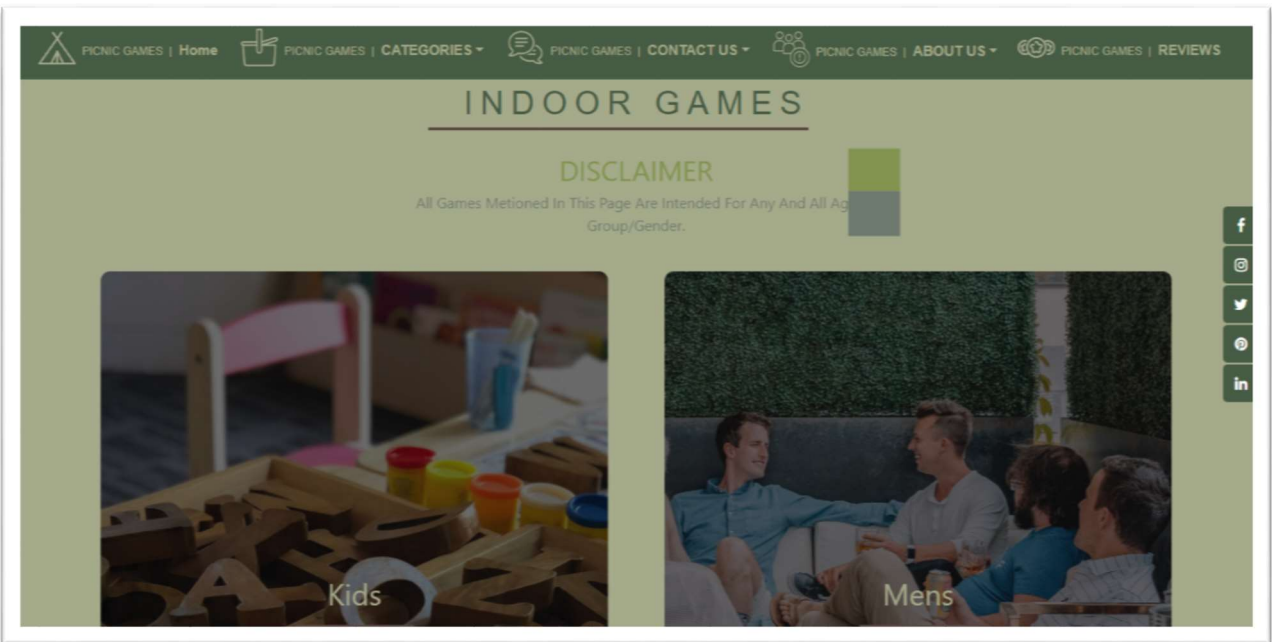 PICNIC GAMES | Home PICNIC GAMES | CATEGORIES PICNIC GAMES | CONTACT US PICNIC GAMES | ABOUT US PICNIC GAMES | REVIEWS
INDOOR GAMES
DISCLAIMER
All Games Metioned In This Page Are Intended For Any And All Ag
Group/Gender.
Kids
Mens